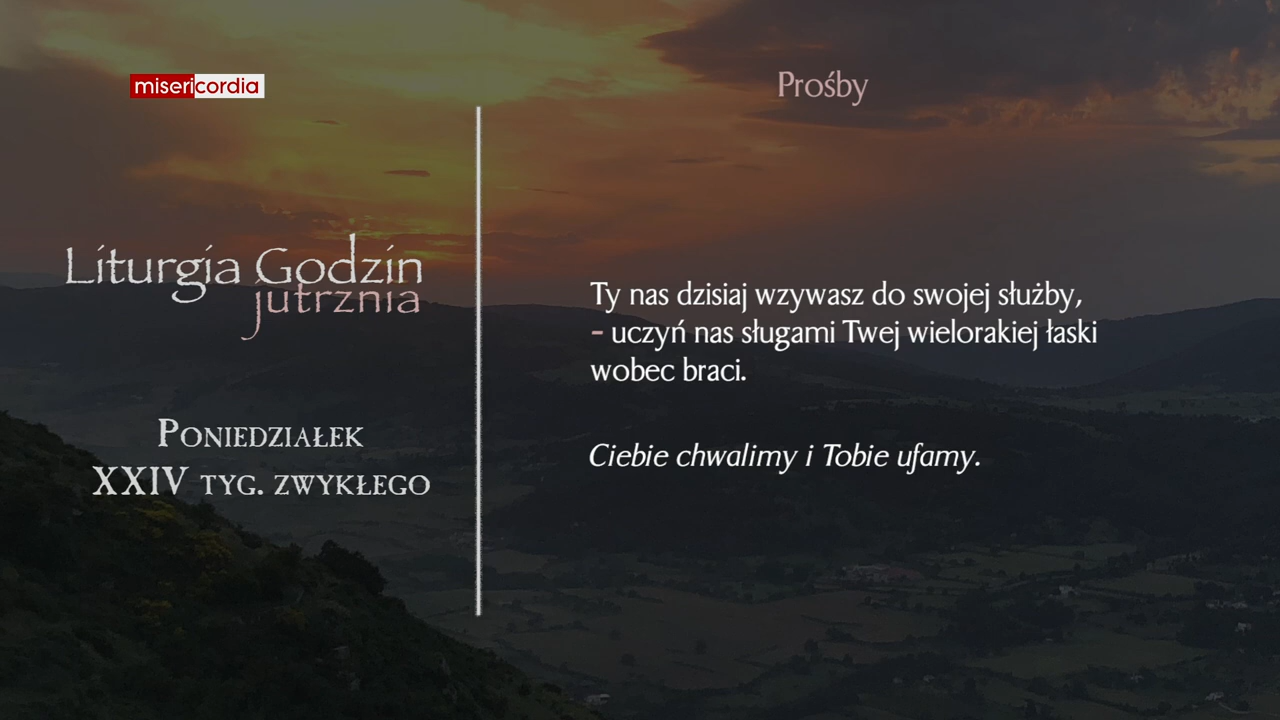 misericordia
Liturgia Godzin
jutrznia
Poniedziałek
XXIV tyg. zwykłego
Prośby
Ty nas dzisiaj wzywasz do swojej służby,
- uczyń nas sługami Twej wielorakiej łaski
wobec braci.
Ciebie chwalimy i Tobie ufamy.